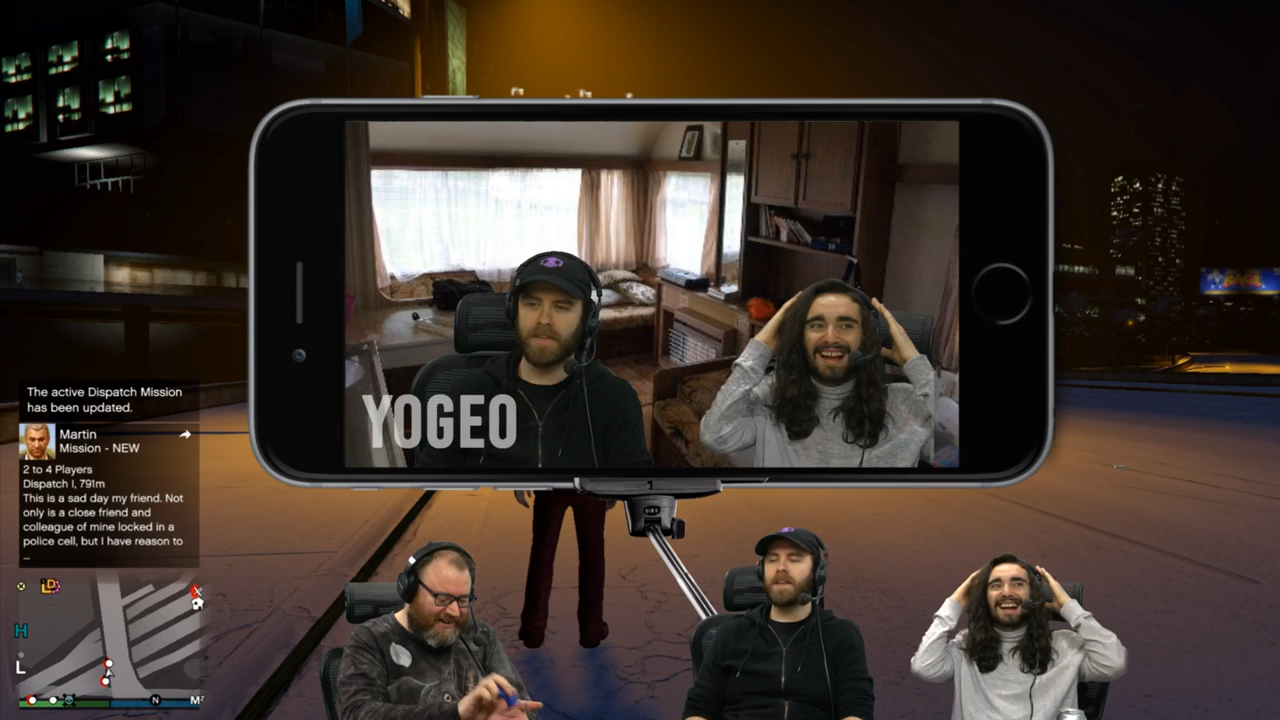 YOGEO
The active Dispatch Mission
has been updated.
Martin
Mission - NEW
2 to 4 Players
Dispatch I, 791m
This is a sad day my friend. Not
only is a close friend and
colleague of mine locked in a
police cell, but I have reason to
...
D
L
H
L
N